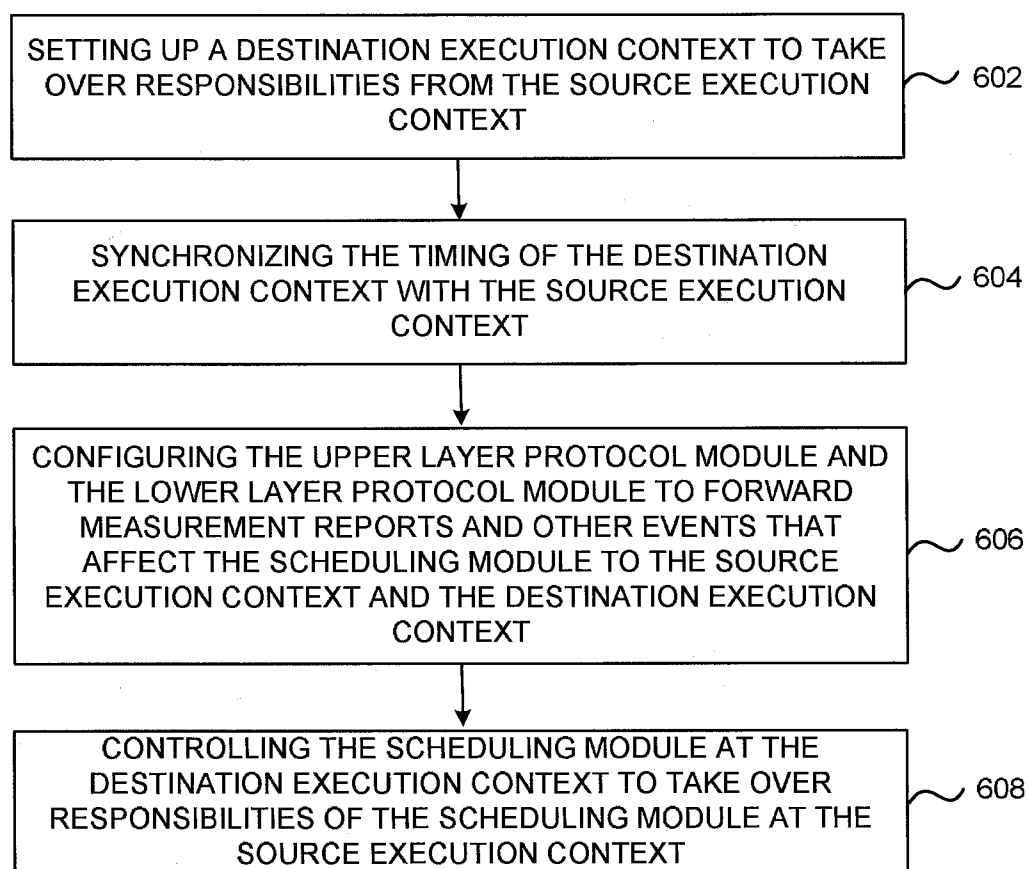 SETTING UP A DESTINATION EXECUTION CONTEXT TO TAKE
OVER RESPONSIBILITIES FROM THE SOURCE EXECUTION
CONTEXT
602
SYNCHRONIZING THE TIMING OF THE DESTINATION
EXECUTION CONTEXT WITH THE SOURCE EXECUTION
CONTEXT
604
CONFIGURING THE UPPER LAYER PROTOCOL MODULE AND
THE LOWER LAYER PROTOCOL MODULE TO FORWARD
MEASUREMENT REPORTS AND OTHER EVENTS THAT
AFFECT THE SCHEDULING MODULE TO THE SOURCE
EXECUTION CONTEXT AND THE DESTINATION EXECUTION
CONTEXT
606
CONTROLLING THE SCHEDULING MODULE AT THE
DESTINATION EXECUTION CONTEXT TO TAKE OVER
RESPONSIBILITIES OF THE SCHEDULING MODULE AT THE
SOURCE EXECUTION CONTEXT
608